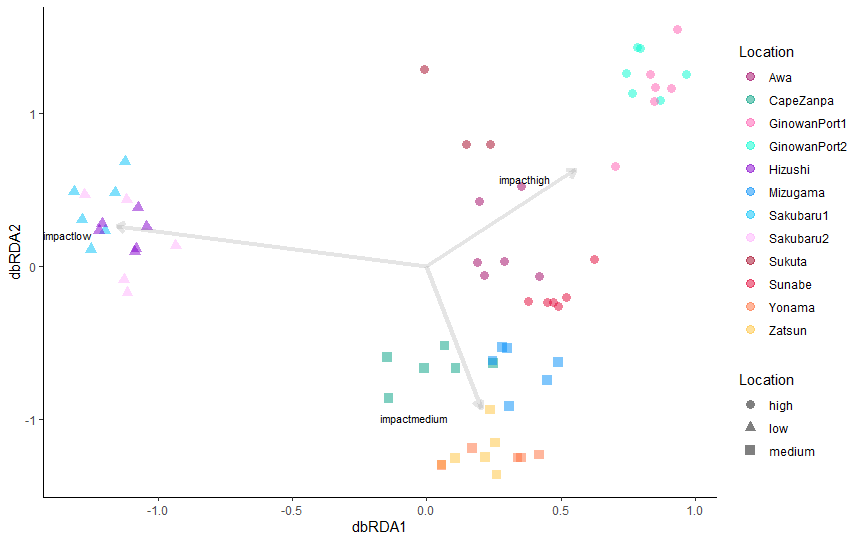 dbRDA2
1
0
-1
-1.0
-0.5
0.0
0.5
1.0
dbRDA1
impacthigh
impactlow
impactmedium
Location
Awa
CapeZanpa
GinowanPort1
GinowanPort2
Hizushi
Mizugama
Sakubaru1
Sakubaru2
Sukuta
Sunabe
Yonama
Zatsun
Location
high
low
medium